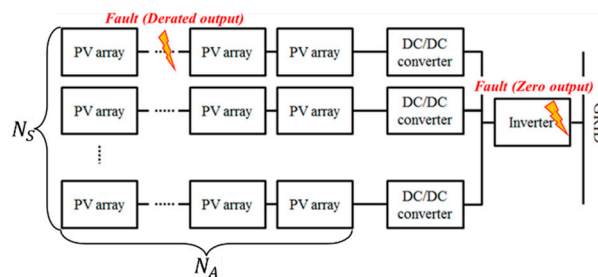 Fault (Derated output)
PV array
PV array
PV array
DC/DC
converter
Fault (Zero output)
PV array
PV array
PV array
DC/DC
converter
Inverter
GRID
N_S
PV array
PV array
PV array
DC/DC
converter
N_A